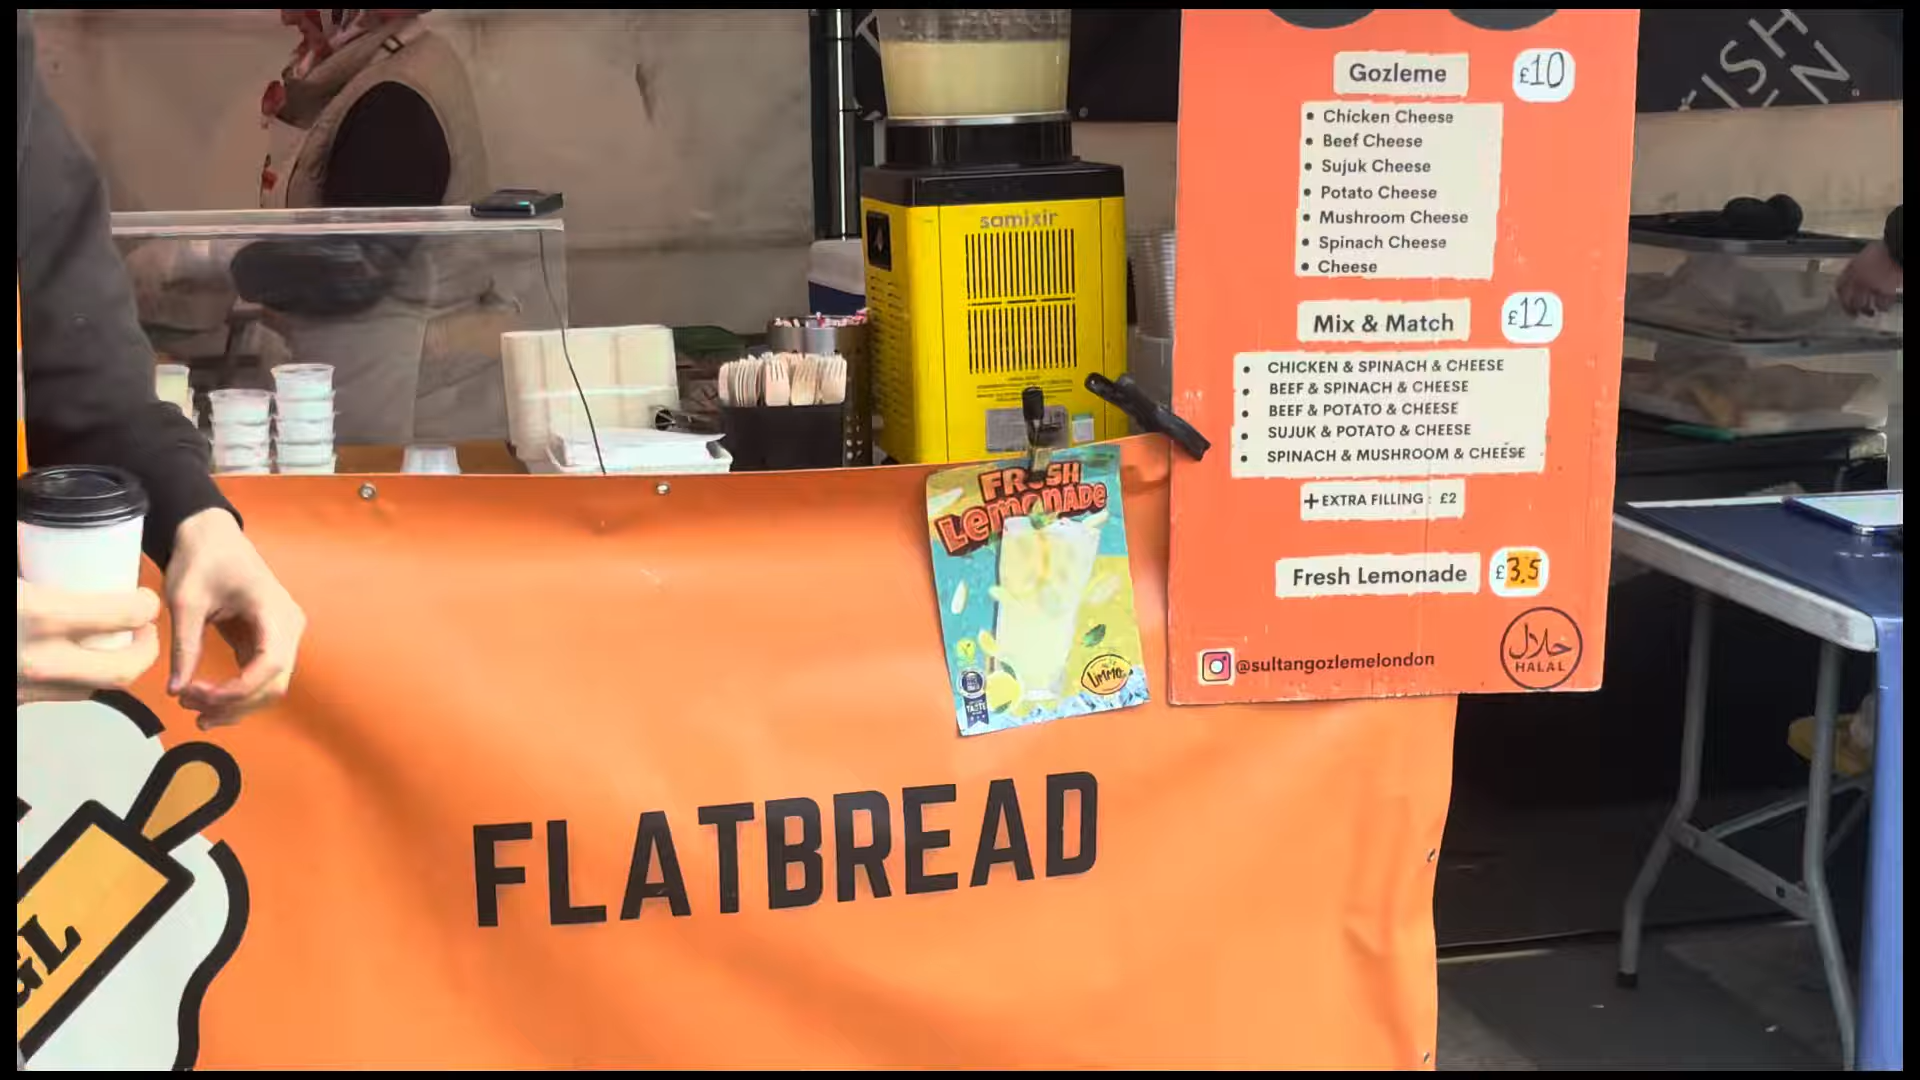 samixir
Gozleme £10
Chicken Cheese
Beef Cheese
Sujuk Cheese
Potato Cheese
Mushroom Cheese
Spinach Cheese
Cheese
Mix & Match £12
CHICKEN & SPINACH & CHEESE
BEEF & SPINACH & CHEESE
BEEF & POTATO & CHEESE
SUJUK & POTATO & CHEESE
SPINACH & MUSHROOM & CHEESE
+EXTRA FILLING : £2
Fresh Lemonade £3.5
@sultangozlemelondon
حلال
HALAL
FRESH
LEMONADE
LiMMO
TASTE
FLATBREAD
GL